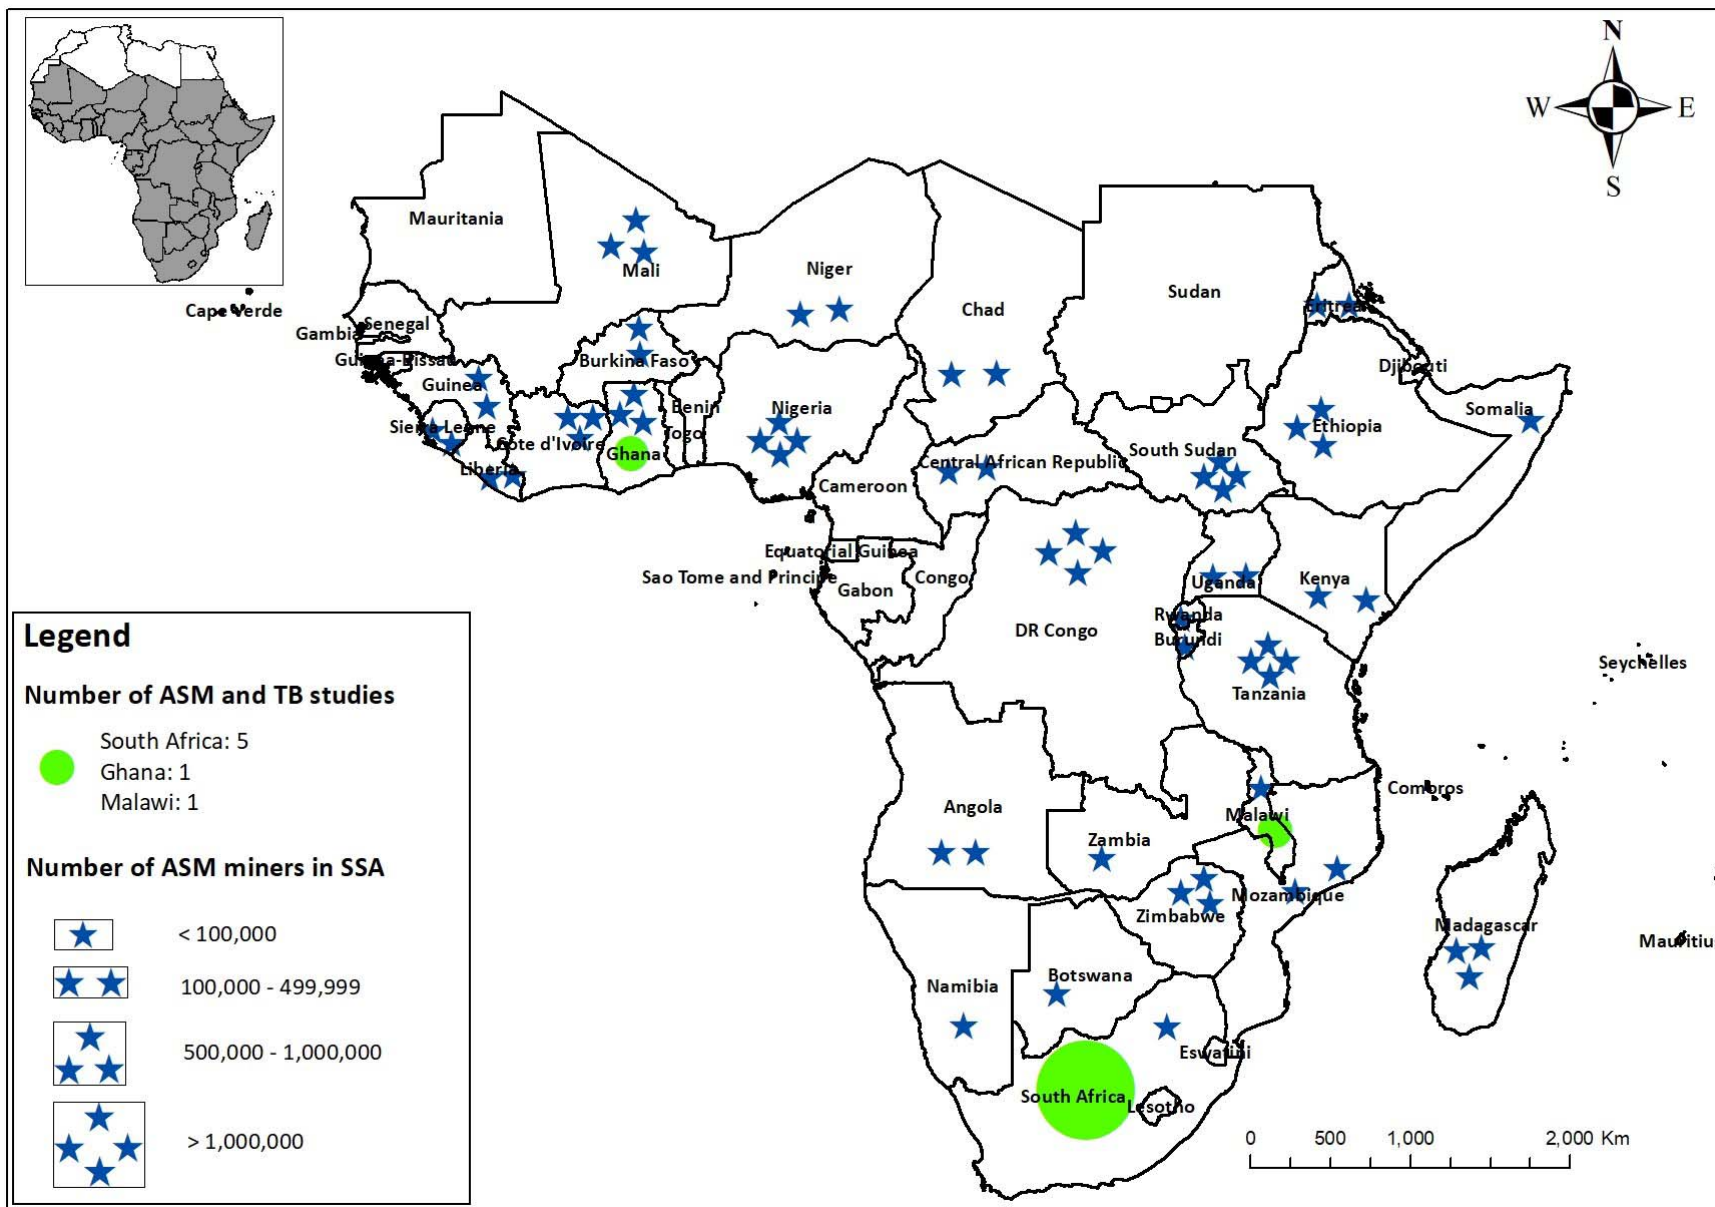 N
W
E
S
Mauritania
Mali
Niger
Chad
Sudan
Eritrea
Cape Verde
Senegal
Gambia
Guinea-Bissau
Guinea
Burkina Faso
Djibouti
Benin
Nigeria
Somalia
Sierra Leone
Cote d'Ivoire
Togo
Ethiopia
Ghana
South Sudan
Liberia
Central African Republic
Cameroon
Equatorial Guinea
Sao Tome and Principe
Congo
Gabon
Uganda
Kenya
Rwanda
DR Congo
Burundi
Seychelles
Tanzania
Comoros
Angola
Malawi
Zambia
Mozambique
Zimbabwe
Madagascar
Mauritius
Botswana
Namibia
Eswatini
South Africa
Lesotho
Legend
Number of ASM and TB studies
South Africa: 5
Ghana: 1
Malawi: 1
Number of ASM miners in SSA
< 100,000
100,000 - 499,999
500,000 - 1,000,000
> 1,000,000
0 500 1,000 2,000 Km